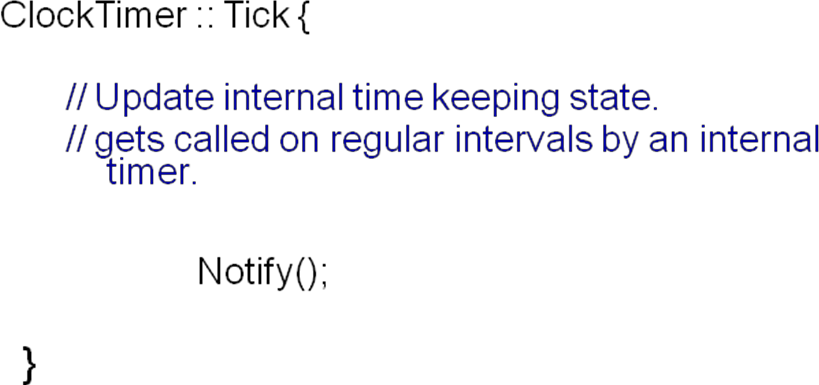 ClockTimer :: Tick {
// Update internal time keeping state.
// gets called on regular intervals by an internal
timer.
Notify();
}